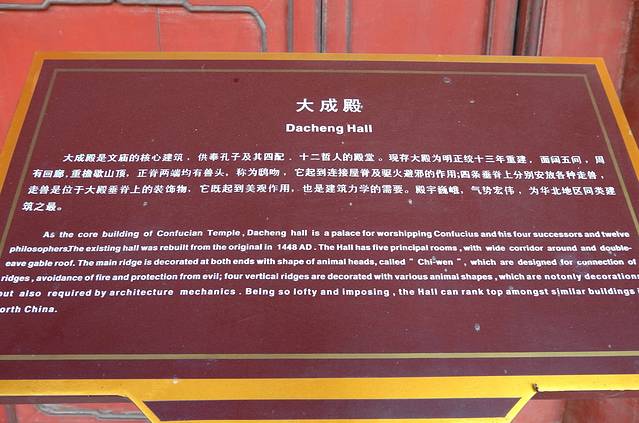 大成殿
Dacheng Hall
大成殿是文庙的核心建筑，供奉孔子及其四配、十二哲人的殿堂。现存大殿为明正统十三年重建，面阔五间，周
有回廊，重檐歇山顶，正脊两端均有兽头，称为鸱吻，它起到连接屋脊及驱火避邪的作用;四条垂脊上分别安放各种走兽，
走兽是位于大殿垂脊上的装饰物，它既起到美观作用，也是建筑力学的需要。殿宇巍峨，气势宏伟，为华北地区同类建
筑之最。
As the core building of Confucian Temple, Dacheng hall is a palace for worshipping Confucius and his four successors and twelve
philosophers.The existing hall was rebuilt from the original in 1448 AD. The Hall has five principal rooms, with wide corridor around and double-
eave gable roof. The main ridge is decorated at both ends with shape of animal heads, called " Chi wen ", which are designed for connection of
ridges, avoidance of fire and protection from evil; four vertical ridges are decorated with various animal shapes, which are notonly decorations
but also required by architecture mechanics. Being so lofty and imposing, the Hall can rank top amongst similar buildings i
orth China.